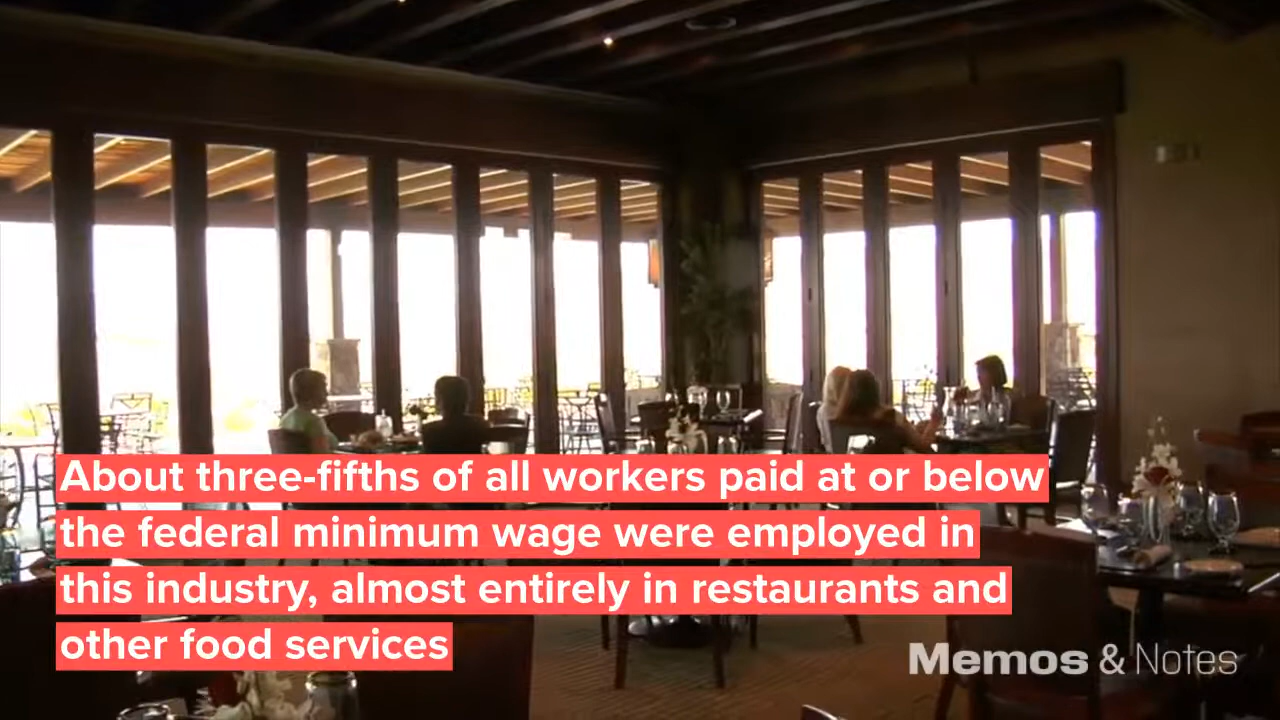 About three-fifths of all workers paid at or below
the federal minimum wage were employed in
this industry, almost entirely in restaurants and
other food services
Memos & Notes